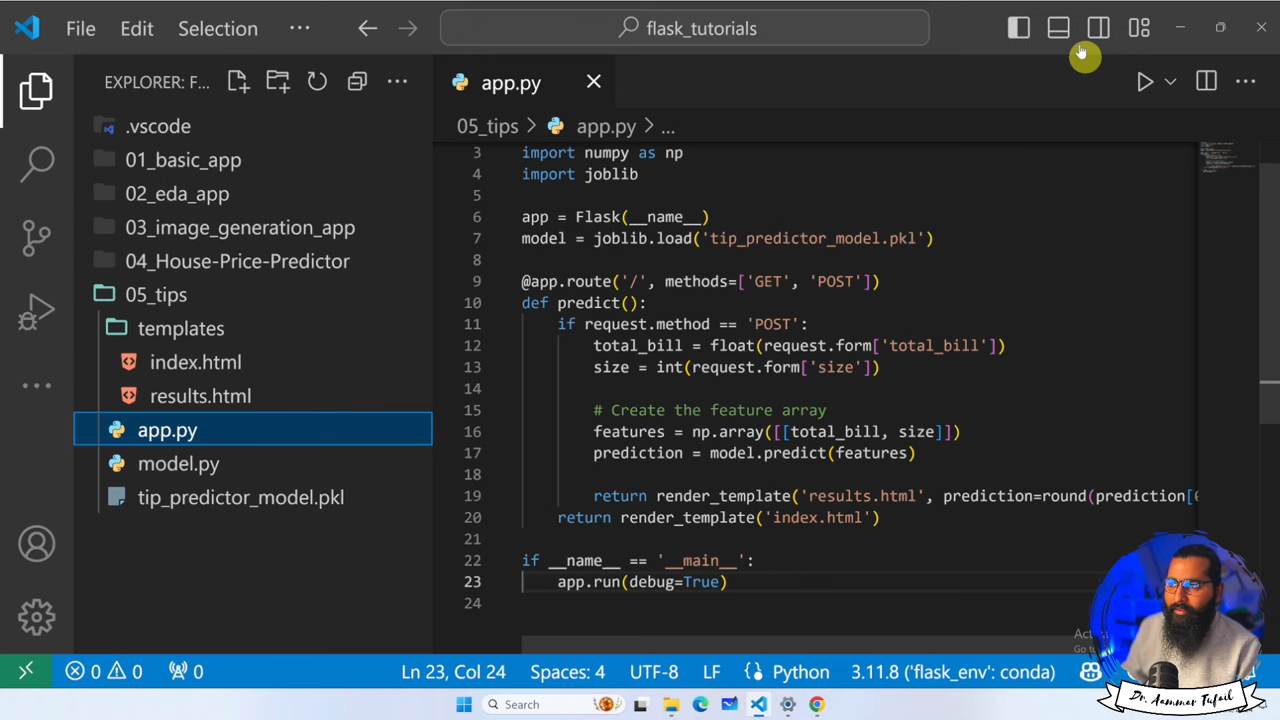 File Edit Selection ··· flask_tutorials
EXPLORER: F... ···
app.py
05_tips > app.py > ...
.vscode
01_basic_app
02_eda_app
03_image_generation_app
04_House-Price-Predictor
05_tips
templates
index.html
results.html
app.py
model.py
tip_predictor_model.pkl
3 import numpy as np
4 import joblib
5
6 app = Flask(__name__)
7 model = joblib.load('tip_predictor_model.pkl')
8
9 @app.route('/', methods=['GET', 'POST'])
10 def predict():
11 if request.method == 'POST':
12 total_bill = float(request.form['total_bill'])
13 size = int(request.form['size'])
14
15 # Create the feature array
16 features = np.array([[total_bill, size]])
17 prediction = model.predict(features)
18
19 return render_template('results.html', prediction=round(prediction[
20 return render_template('index.html')
21
22 if __name__ == '__main__':
23 app.run(debug=True)
24
0 0 0 Ln 23, Col 24 Spaces: 4 UTF-8 LF {} Python 3.11.8 ('flask_env': conda)
Search
Dr. Aammar Tufail